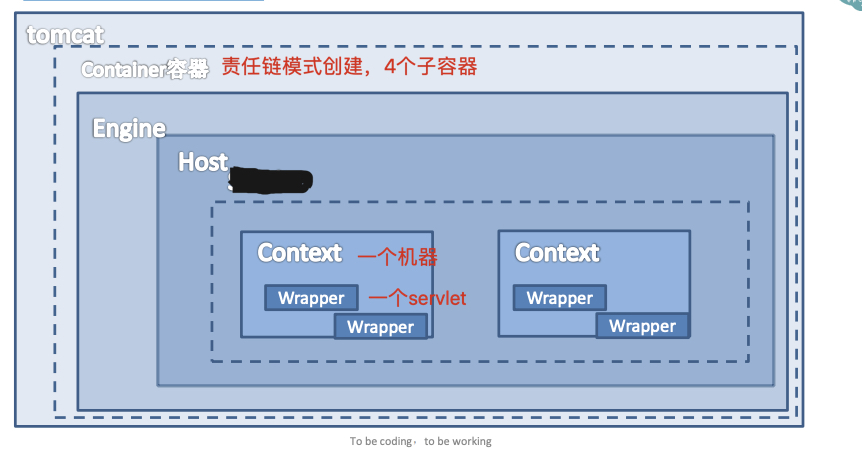 tomcat
Container容器 责任链模式创建，4个子容器
Engine
Host
Context 一个机器
Wrapper 一个servlet
Wrapper
Context
Wrapper
Wrapper
To be coding，to be working